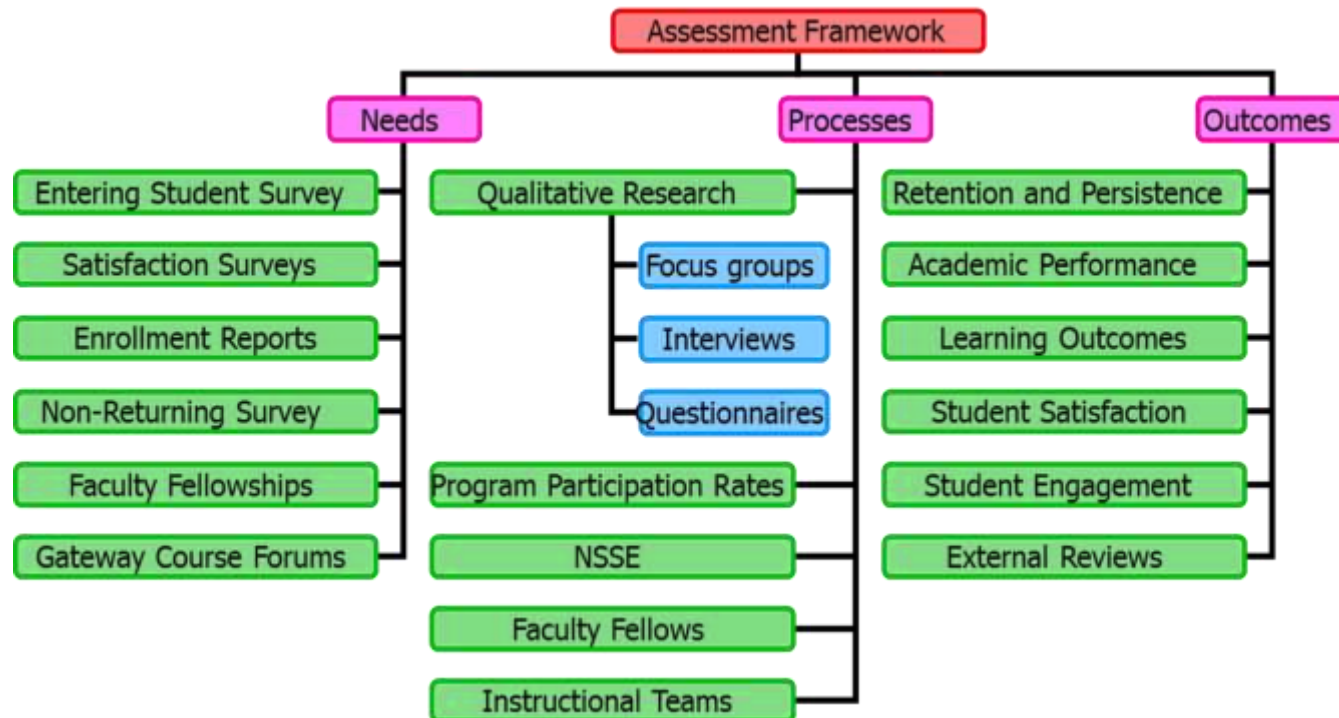 Assessment Framework
Needs
Processes
Outcomes
Entering Student Survey
Satisfaction Surveys
Enrollment Reports
Non-Returning Survey
Faculty Fellowships
Gateway Course Forums
Qualitative Research
Focus groups
Interviews
Questionnaires
Program Participation Rates
NSSE
Faculty Fellows
Instructional Teams
Retention and Persistence
Academic Performance
Learning Outcomes
Student Satisfaction
Student Engagement
External Reviews